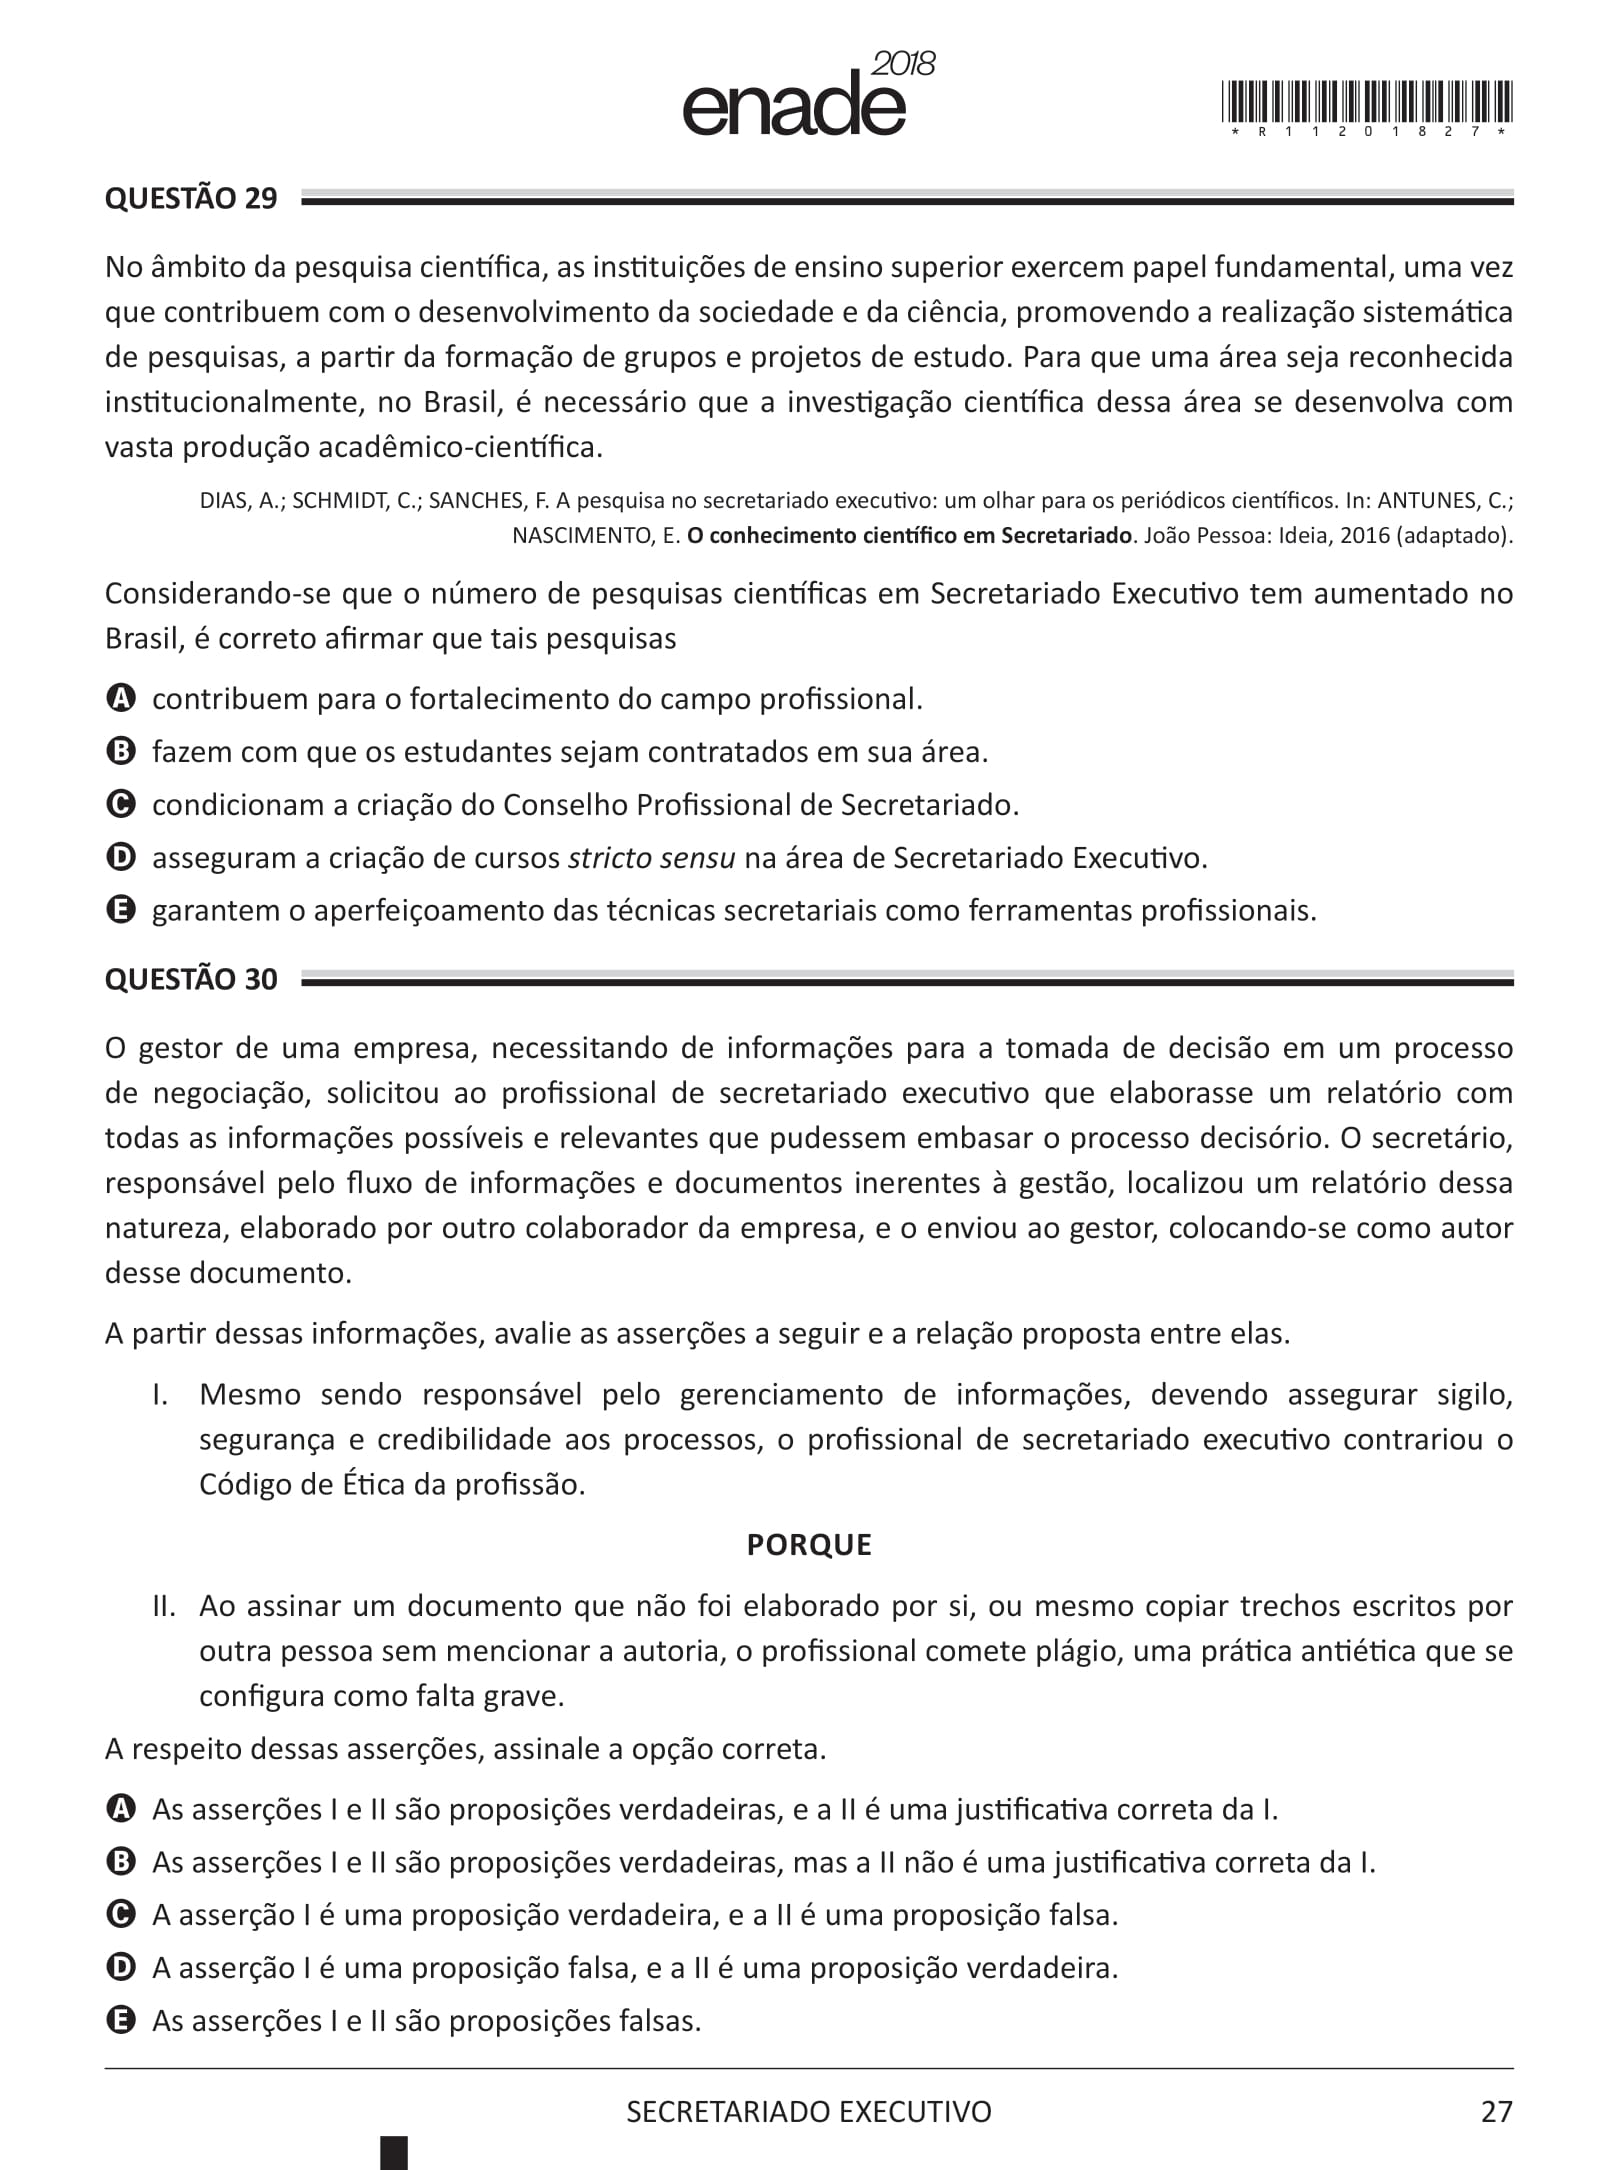 enade 2018
* R 1 1 2 0 1 8 2 7 *
QUESTÃO 29
No âmbito da pesquisa científica, as instituições de ensino superior exercem papel fundamental, uma vez
que contribuem com o desenvolvimento da sociedade e da ciência, promovendo a realização sistemática
de pesquisas, a partir da formação de grupos e projetos de estudo. Para que uma área seja reconhecida
institucionalmente, no Brasil, é necessário que a investigação científica dessa área se desenvolva com
vasta produção acadêmico-científica.
DIAS, A.; SCHMIDT, C.; SANCHES, F. A pesquisa no secretariado executivo: um olhar para os periódicos científicos. In: ANTUNES, C.;
NASCIMENTO, E. O conhecimento científico em Secretariado. João Pessoa: Ideia, 2016 (adaptado).
Considerando-se que o número de pesquisas científicas em Secretariado Executivo tem aumentado no
Brasil, é correto afirmar que tais pesquisas
A contribuem para o fortalecimento do campo profissional.
B fazem com que os estudantes sejam contratados em sua área.
C condicionam a criação do Conselho Profissional de Secretariado.
D asseguram a criação de cursos stricto sensu na área de Secretariado Executivo.
E garantem o aperfeiçoamento das técnicas secretariais como ferramentas profissionais.
QUESTÃO 30
O gestor de uma empresa, necessitando de informações para a tomada de decisão em um processo
de negociação, solicitou ao profissional de secretariado executivo que elaborasse um relatório com
todas as informações possíveis e relevantes que pudessem embasar o processo decisório. O secretário,
responsável pelo fluxo de informações e documentos inerentes à gestão, localizou um relatório dessa
natureza, elaborado por outro colaborador da empresa, e o enviou ao gestor, colocando-se como autor
desse documento.
A partir dessas informações, avalie as asserções a seguir e a relação proposta entre elas.
I. Mesmo sendo responsável pelo gerenciamento de informações, devendo assegurar sigilo,
segurança e credibilidade aos processos, o profissional de secretariado executivo contrariou o
Código de Ética da profissão.
PORQUE
II. Ao assinar um documento que não foi elaborado por si, ou mesmo copiar trechos escritos por
outra pessoa sem mencionar a autoria, o profissional comete plágio, uma prática antiética que se
configura como falta grave.
A respeito dessas asserções, assinale a opção correta.
A As asserções I e II são proposições verdadeiras, e a II é uma justificativa correta da I.
B As asserções I e II são proposições verdadeiras, mas a II não é uma justificativa correta da I.
C A asserção I é uma proposição verdadeira, e a II é uma proposição falsa.
D A asserção I é uma proposição falsa, e a II é uma proposição verdadeira.
E As asserções I e II são proposições falsas.
SECRETARIADO EXECUTIVO 27